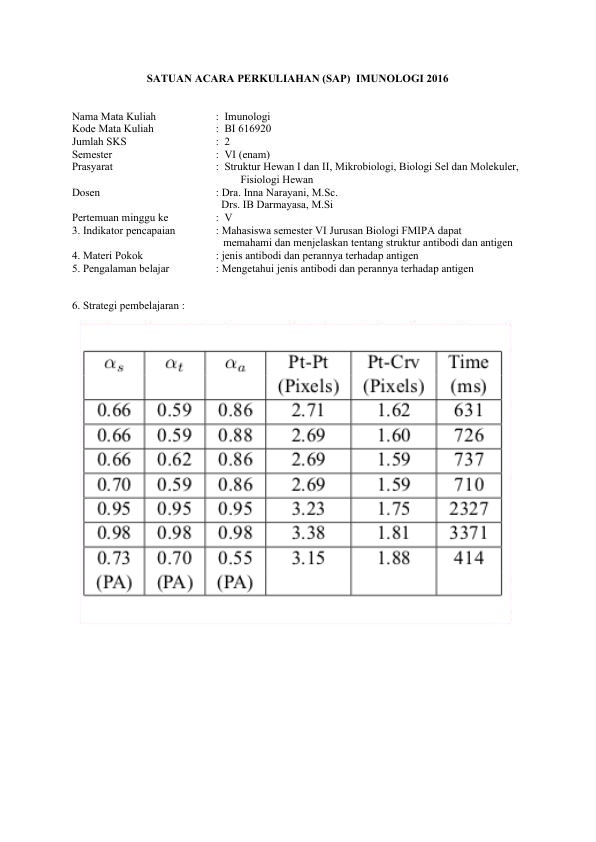 SATUAN ACARA PERKULIAHAN (SAP) IMUNOLOGI 2016
Nama Mata Kuliah : Imunologi
Kode Mata Kuliah : BI 616920
Jumlah SKS : 2
Semester : VI (enam)
Prasyarat : Struktur Hewan I dan II, Mikrobiologi, Biologi Sel dan Molekuler,
Fisiologi Hewan
Dosen : Dra. Inna Narayani, M.Sc.
Drs. IB Darmayasa, M.Si
Pertemuan minggu ke : V
3. Indikator pencapaian : Mahasiswa semester VI Jurusan Biologi FMIPA dapat
memahami dan menjelaskan tentang struktur antibodi dan antigen
4. Materi Pokok : jenis antibodi dan perannya terhadap antigen
5. Pengalaman belajar : Mengetahui jenis antibodi dan perannya terhadap antigen
6. Strategi pembelajaran :
αs αt αa Pt-Pt Pt-Crv Time
(Pixels) (Pixels) (ms)
0.66 0.59 0.86 2.71 1.62 631
0.66 0.59 0.88 2.69 1.60 726
0.66 0.62 0.86 2.69 1.59 737
0.70 0.59 0.86 2.69 1.59 710
0.95 0.95 0.95 3.23 1.75 2327
0.98 0.98 0.98 3.38 1.81 3371
0.73 0.70 0.55 3.15 1.88 414
(PA) (PA) (PA)